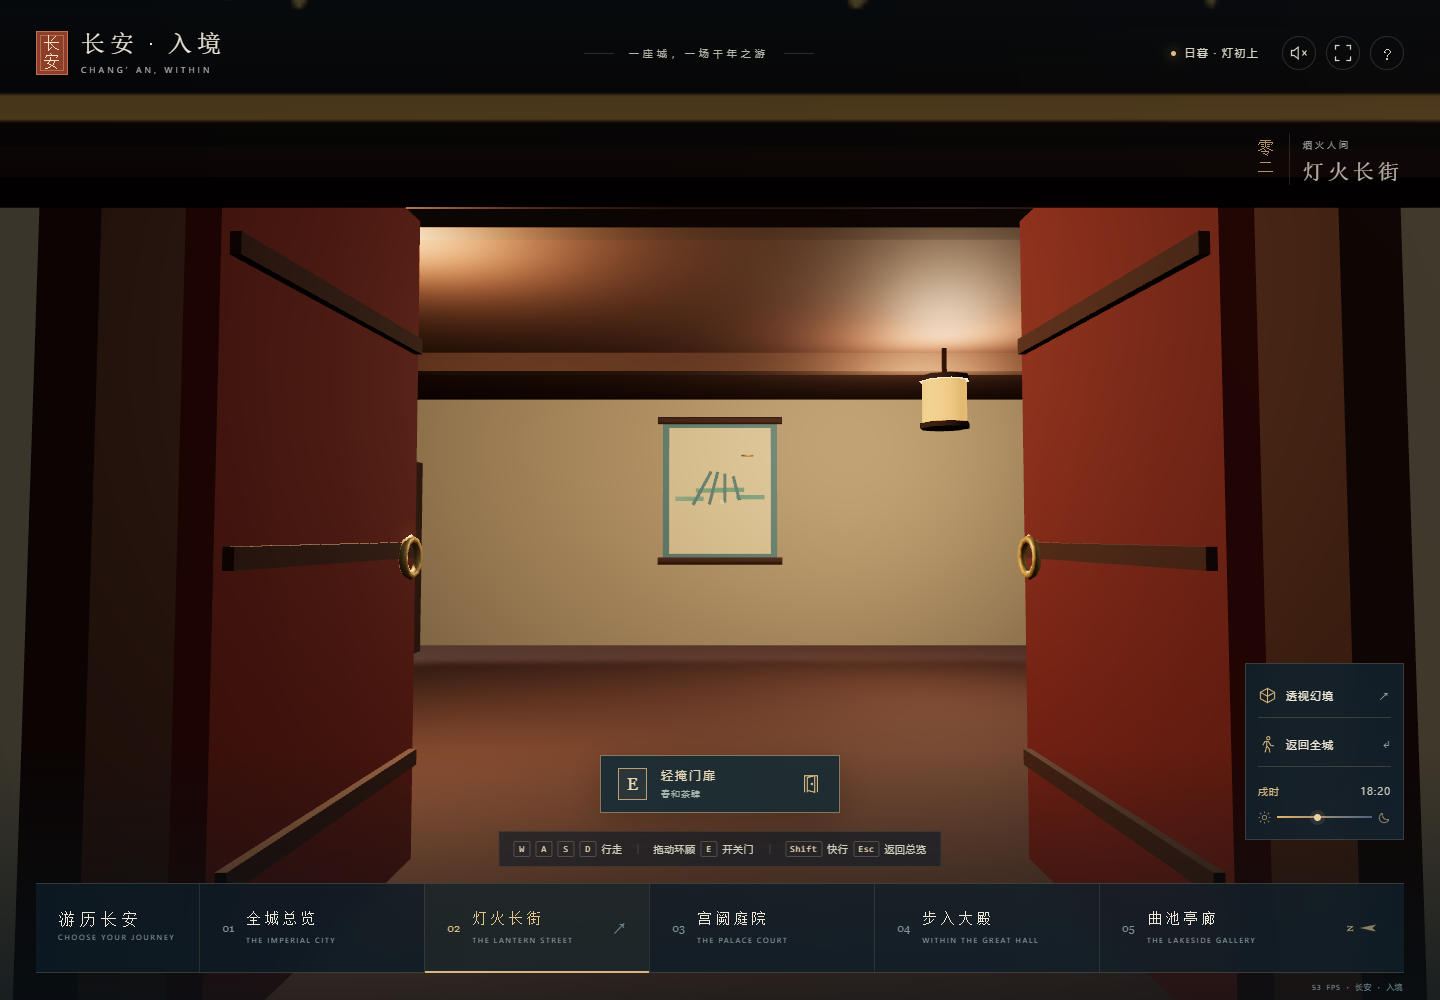 长安
长安 · 入境
CHANG' AN, WITHIN
一座城，一场千年之游
日暮 · 灯初上
?
零二
烟火人间
灯火长街
透视幻境
返回全城
戌时 18:20
E
轻掩门扉
春和茶肆
W A S D 行走 | 拖动环顾 E 开关门 | Shift 快行 Esc 返回总览
游历长安
CHOOSE YOUR JOURNEY
01 全城总览
THE IMPERIAL CITY
02 灯火长街
THE LANTERN STREET
03 宫阙庭院
THE PALACE COURT
04 步入大殿
WITHIN THE GREAT HALL
05 曲池亭廊
THE LAKESIDE GALLERY
N
53 FPS · 长安 · 入境